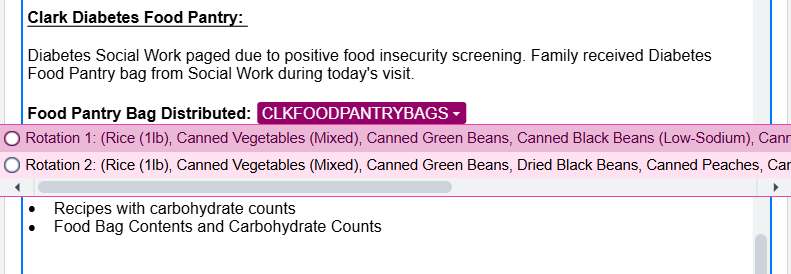 Clark Diabetes Food Pantry:
Diabetes Social Work paged due to positive food insecurity screening. Family received Diabetes
Food Pantry bag from Social Work during today's visit.
Food Pantry Bag Distributed: CLKFOODPANTRYBAGS
Rotation 1: (Rice (1lb), Canned Vegetables (Mixed), Canned Green Beans, Canned Black Beans (Low-Sodium), Cann
Rotation 2: (Rice (1lb), Canned Vegetables (Mixed), Canned Green Beans, Dried Black Beans, Canned Peaches, Can
• Recipes with carbohydrate counts
• Food Bag Contents and Carbohydrate Counts